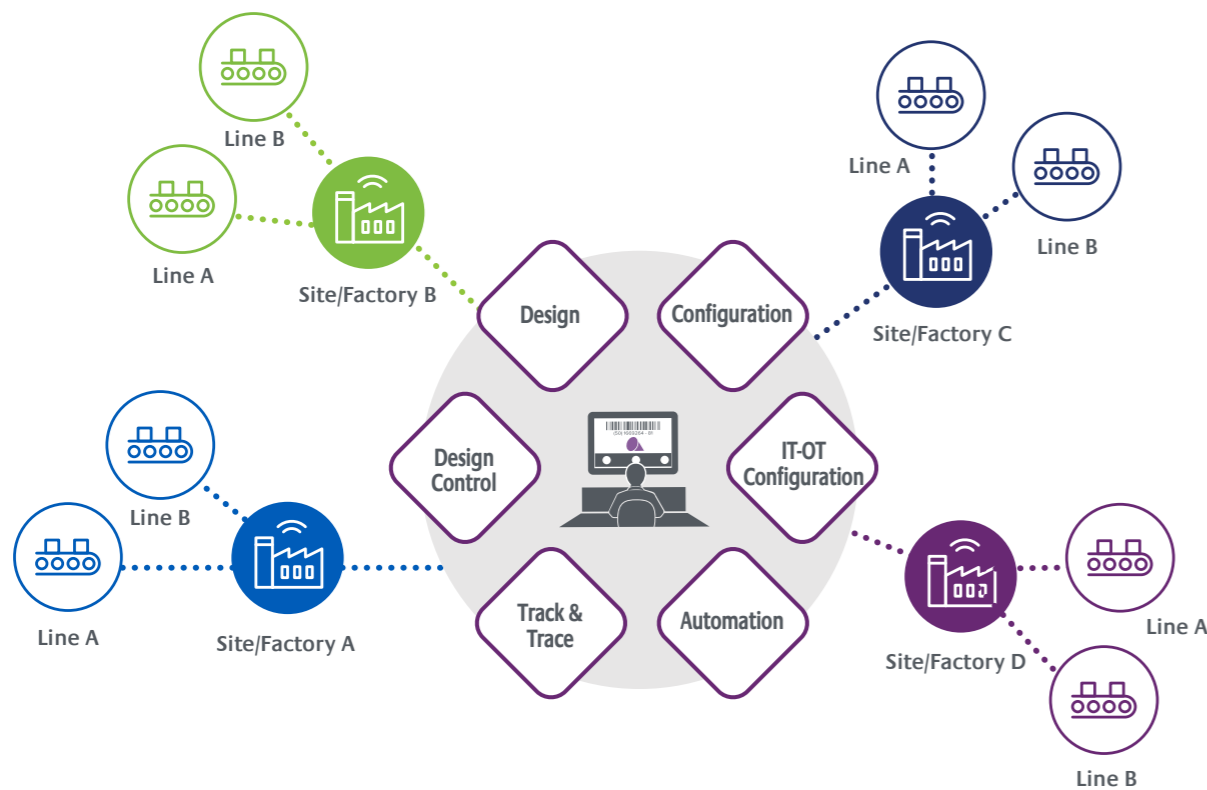 Line B
Line A
Site/Factory B
Line A
Line B
Site/Factory C
Design
Configuration
Design
Control
IT-OT
Configuration
Track &
Trace
Automation
Line B
Line A
Site/Factory A
Line A
Site/Factory D
Line B